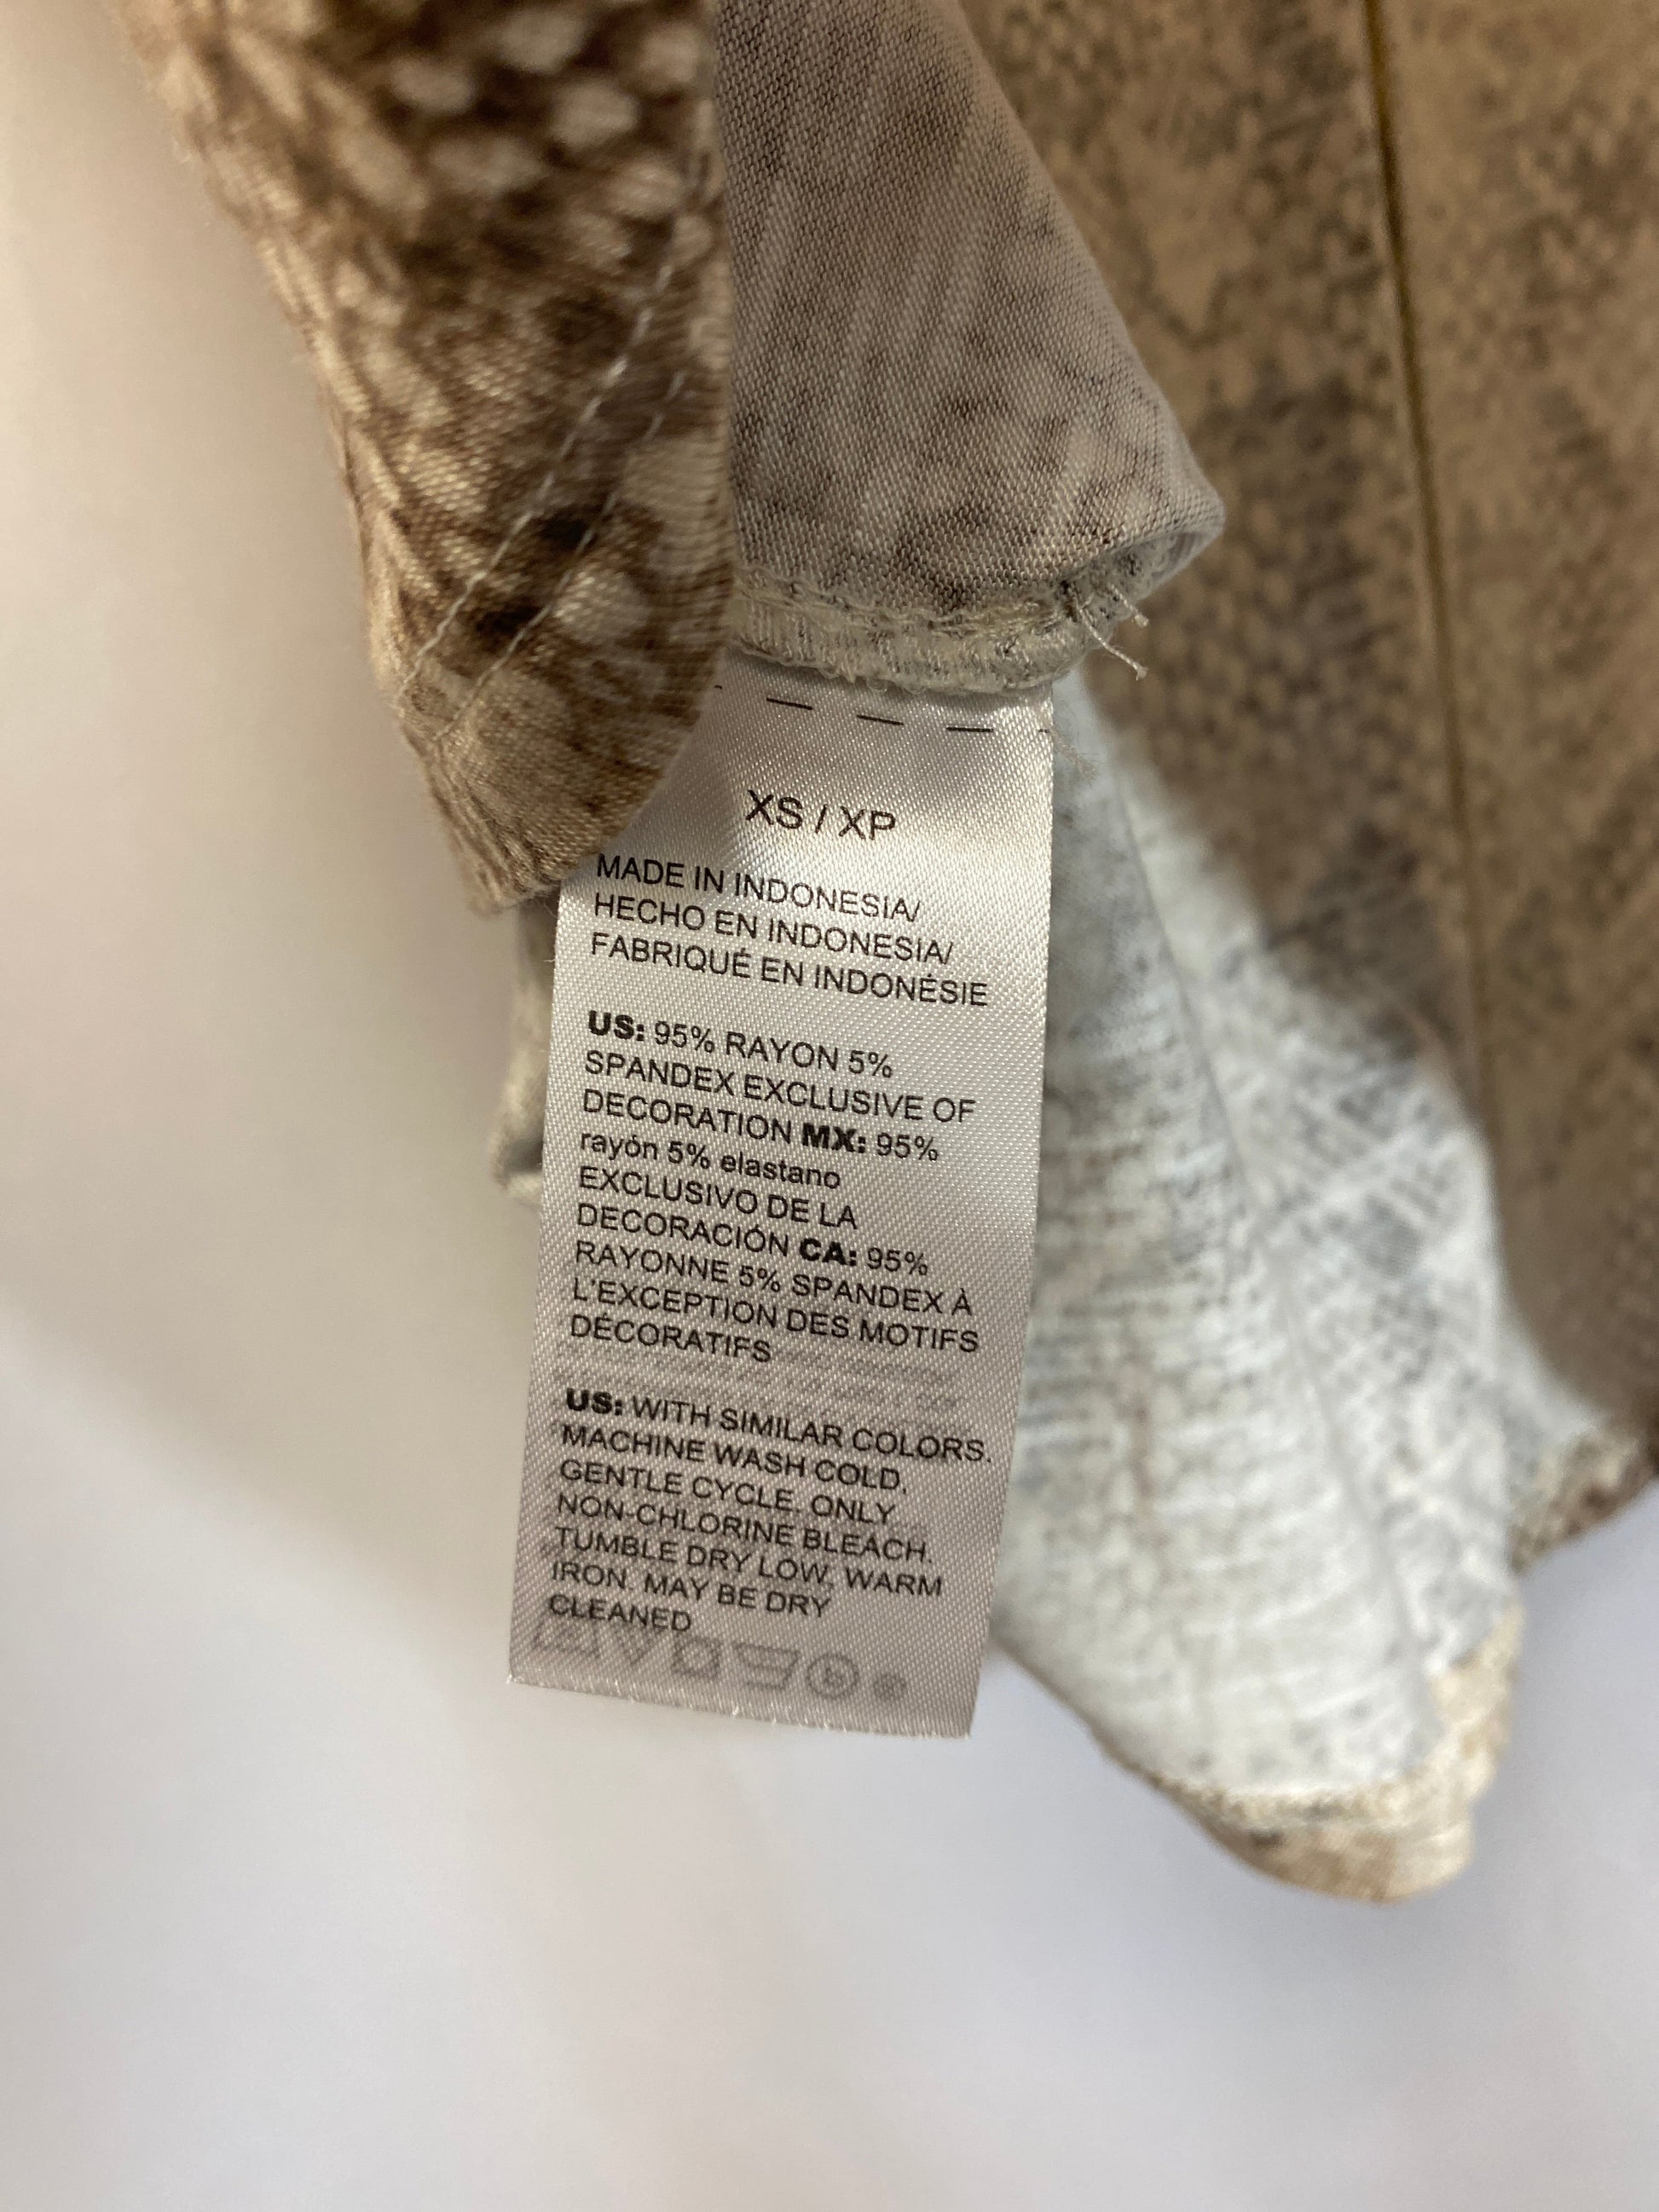 XS / XP
MADE IN INDONESIA/
HECHO EN INDONESIA/
FABRIQUÉ EN INDONÉSIE
US: 95% RAYON 5%
SPANDEX EXCLUSIVE OF
DECORATION MX: 95%
rayón 5% elastano
EXCLUSIVO DE LA
DECORACIÓN CA: 95%
RAYONNE 5% SPANDEX À
L'EXCEPTION DES MOTIFS
DÉCORATIFS
US: WITH SIMILAR COLORS.
MACHINE WASH COLD,
GENTLE CYCLE. ONLY
NON-CHLORINE BLEACH.
TUMBLE DRY LOW, WARM
IRON. MAY BE DRY
CLEANED